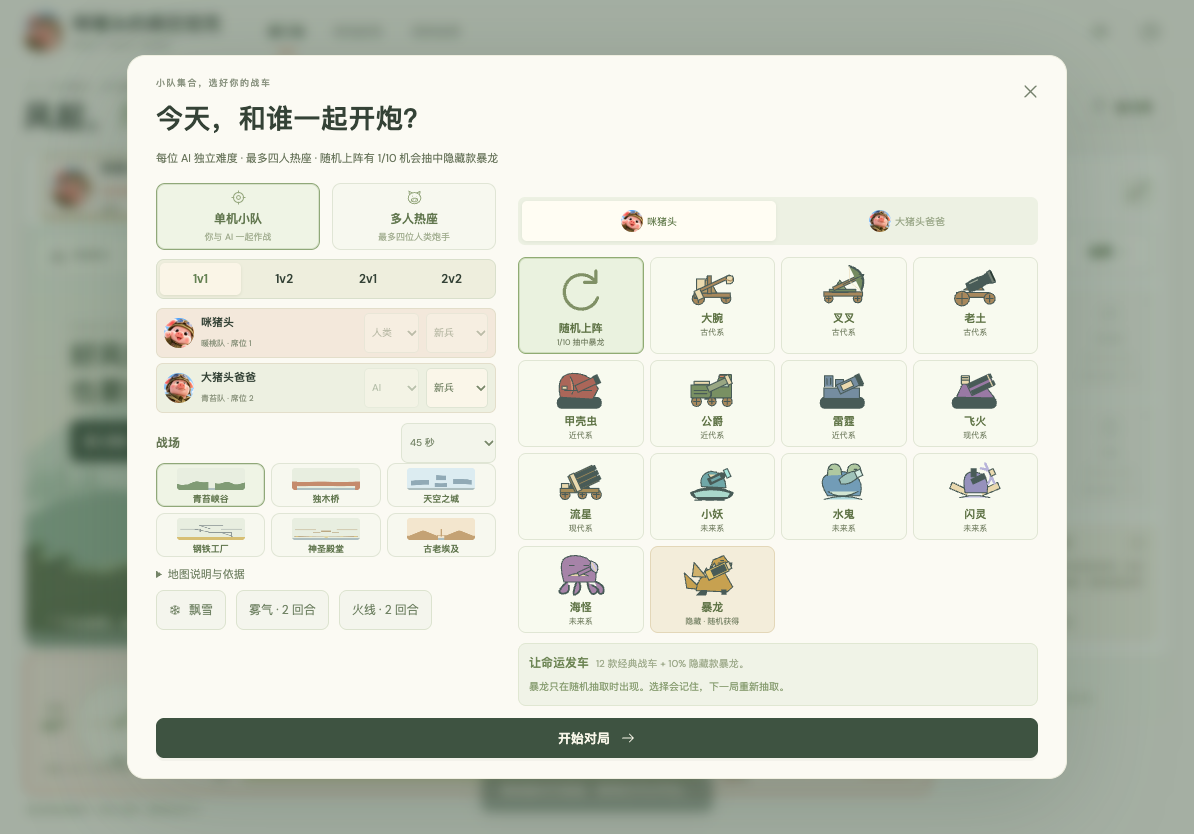 小队集合，选好你的战车
今天，和谁一起开炮?
每位 AI 独立难度 · 最多四人热座 · 随机上阵有 1/10 机会抽中隐藏款暴龙
单机小队
你与 AI 一起作战
多人热座
最多四位人类炮手
1v1
1v2
2v1
2v2
咪猪头
暖桃队 · 席位 1
人类
新兵
大猪头爸爸
青苔队 · 席位 2
AI
新兵
战场
45 秒
青苔峡谷
独木桥
天空之城
钢铁工厂
神圣殿堂
古老埃及
地图说明与依据
飘雪
雾气 · 2 回合
火线 · 2 回合
咪猪头
大猪头爸爸
随机上阵
1/10 抽中暴龙
大腕
古代系
叉叉
古代系
老土
古代系
甲壳虫
近代系
公爵
近代系
雷霆
近代系
飞火
现代系
流星
现代系
小妖
未来系
水鬼
未来系
闪灵
未来系
海怪
未来系
暴龙
隐藏 · 随机获得
让命运发车 12 款经典战车 + 10% 隐藏款暴龙。
暴龙只在随机抽取时出现。选择会记住，下一局重新抽取。
开始对局